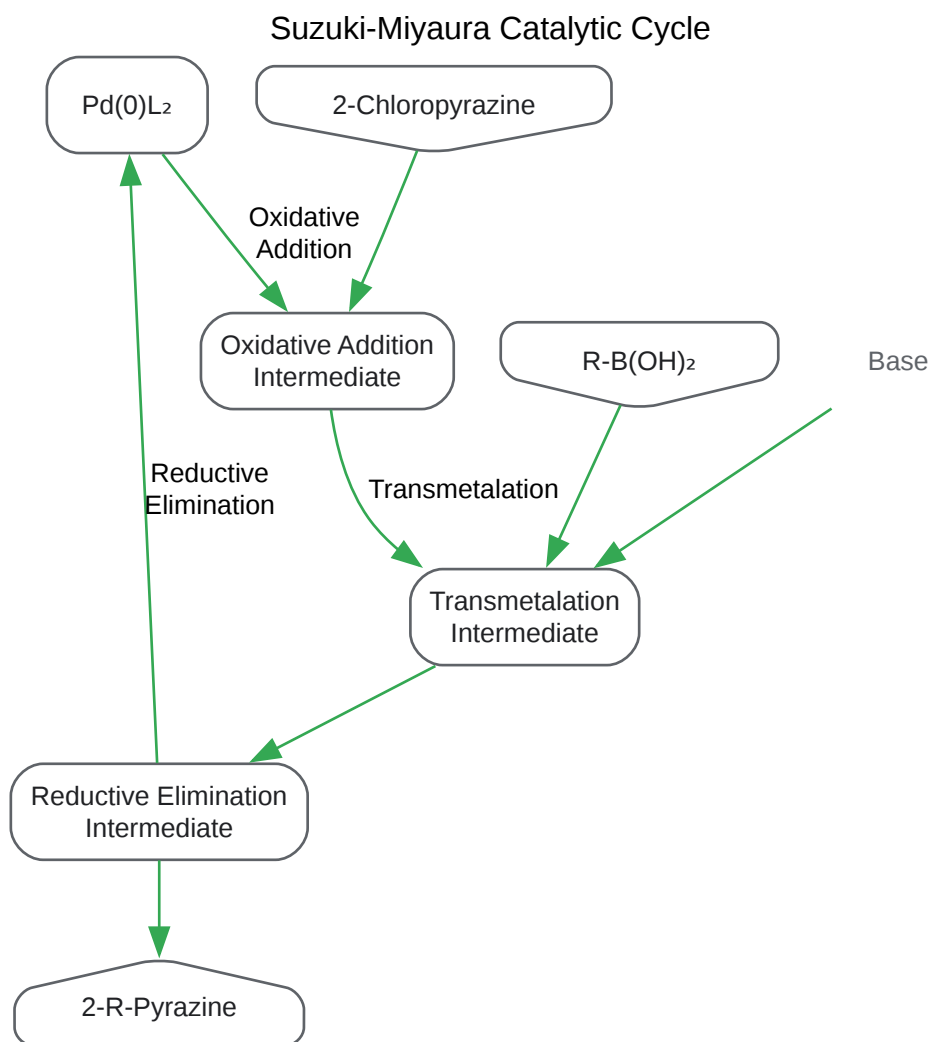 Suzuki-Miyaura Catalytic Cycle
Pd(0)L₂
2-Chloropyrazine
Oxidative
Addition
Oxidative Addition
Intermediate
R-B(OH)₂
Base
Reductive
Elimination
Transmetalation
Transmetalation
Intermediate
Reductive Elimination
Intermediate
2-R-Pyrazine